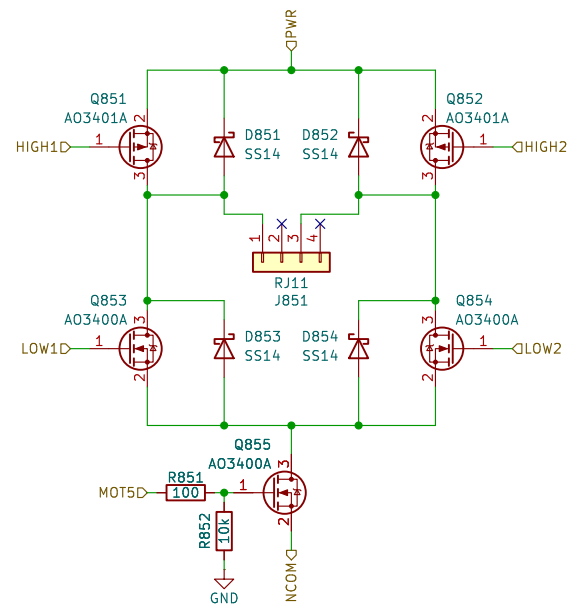 PWR
Q851
AO3401A
2
1
3
HIGH1
D851
SS14
D852
SS14
Q852
AO3401A
2
1
3
HIGH2
1
2
3
4
RJ11
J851
Q853
AO3400A
3
1
2
LOW1
D853
SS14
D854
SS14
Q854
AO3400A
3
1
2
LOW2
Q855
AO3400A
3
1
2
MOT5
R851
100
R852
10k
GND
NCOM